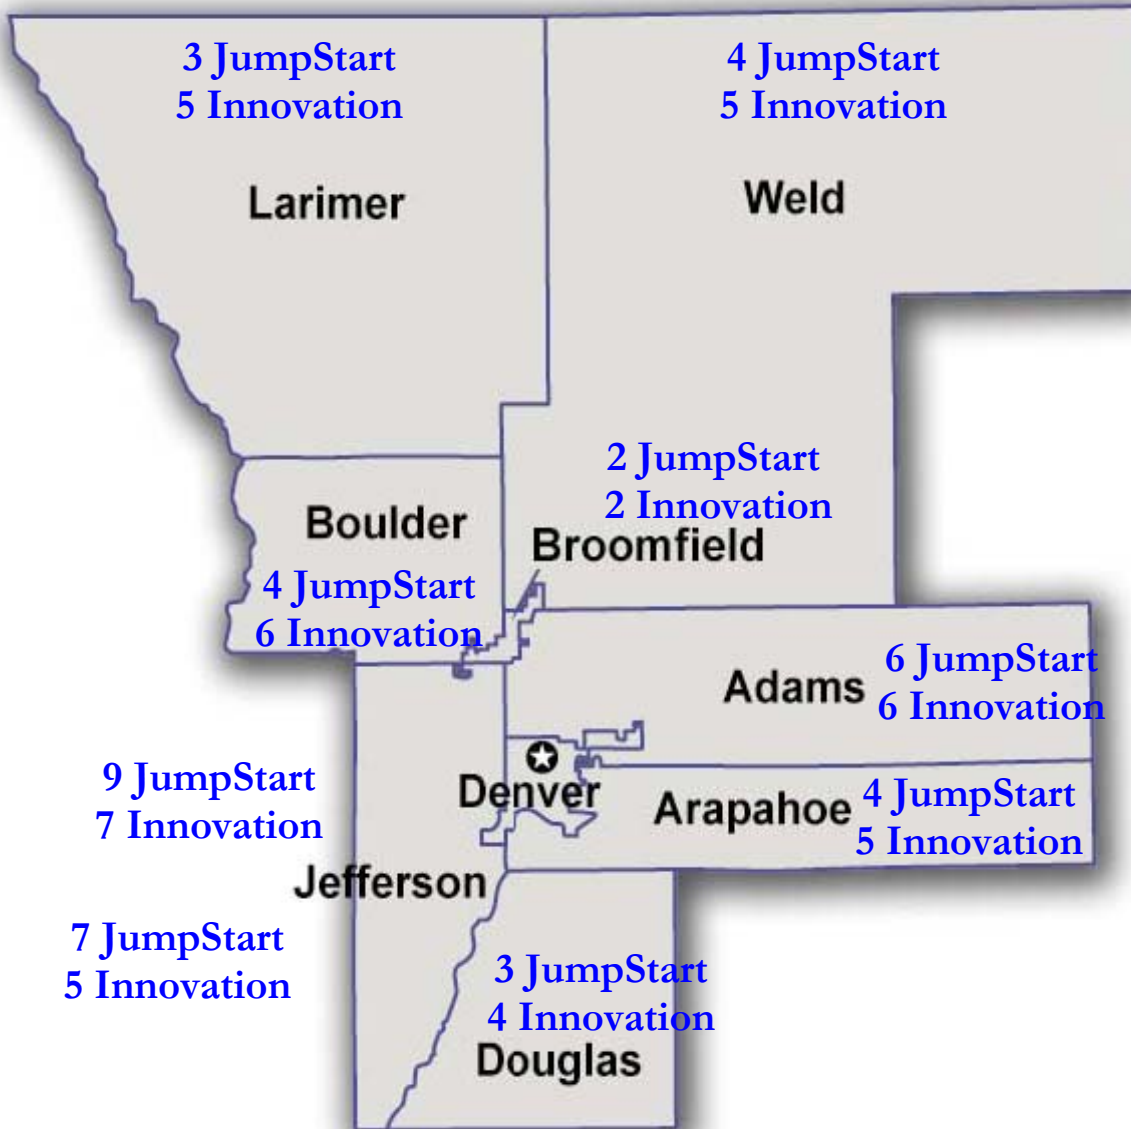 3 JumpStart
5 Innovation
Larimer
4 JumpStart
5 Innovation
Weld
2 JumpStart
2 Innovation
Broomfield
Boulder
4 JumpStart
6 Innovation
Adams
6 JumpStart
6 Innovation
9 JumpStart
7 Innovation
Denver
Arapahoe
4 JumpStart
5 Innovation
Jefferson
7 JumpStart
5 Innovation
3 JumpStart
4 Innovation
Douglas